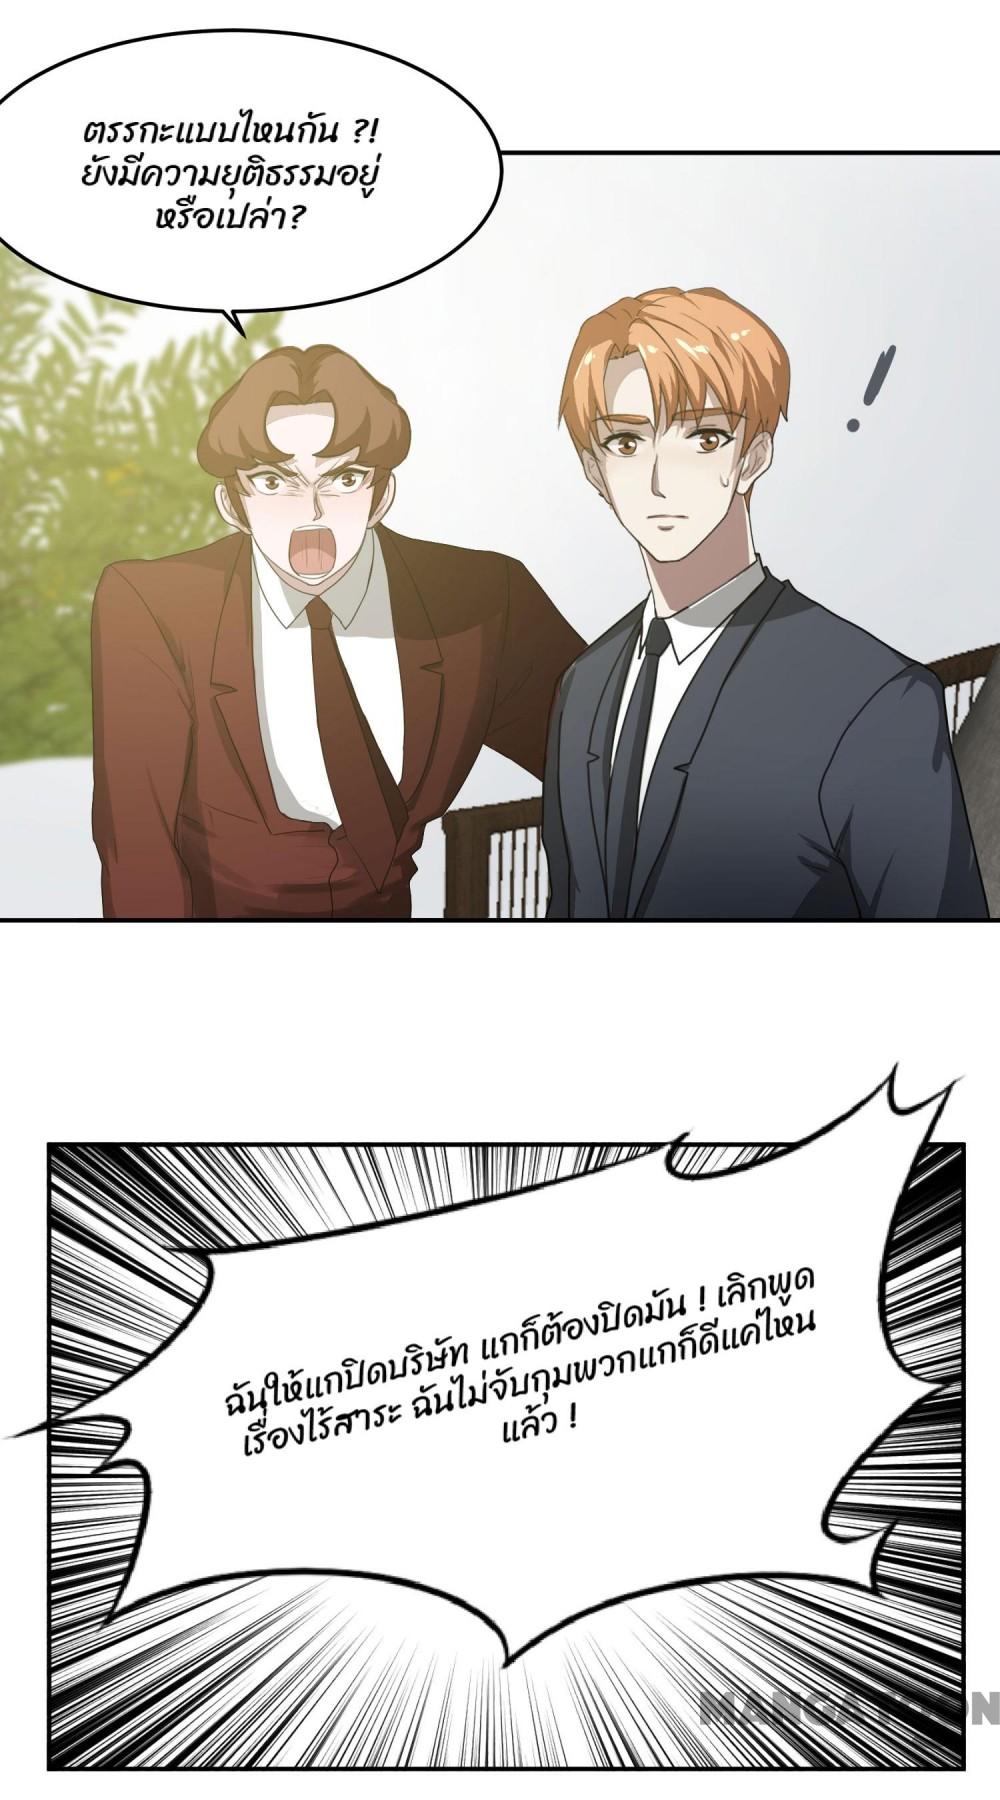 ตรรกะแบบไหนกัน ?!
ยังมีความยุติธรรมอยู่
หรือเปล่า?
ฉันให้แกปิดบริษัท แกก็ต้องปิดมัน ! เลิกพูด
เรื่องไร้สาระ ฉันไม่จับกุมพวกแกก็ดีแค่ไหน
แล้ว !
MANGATOON